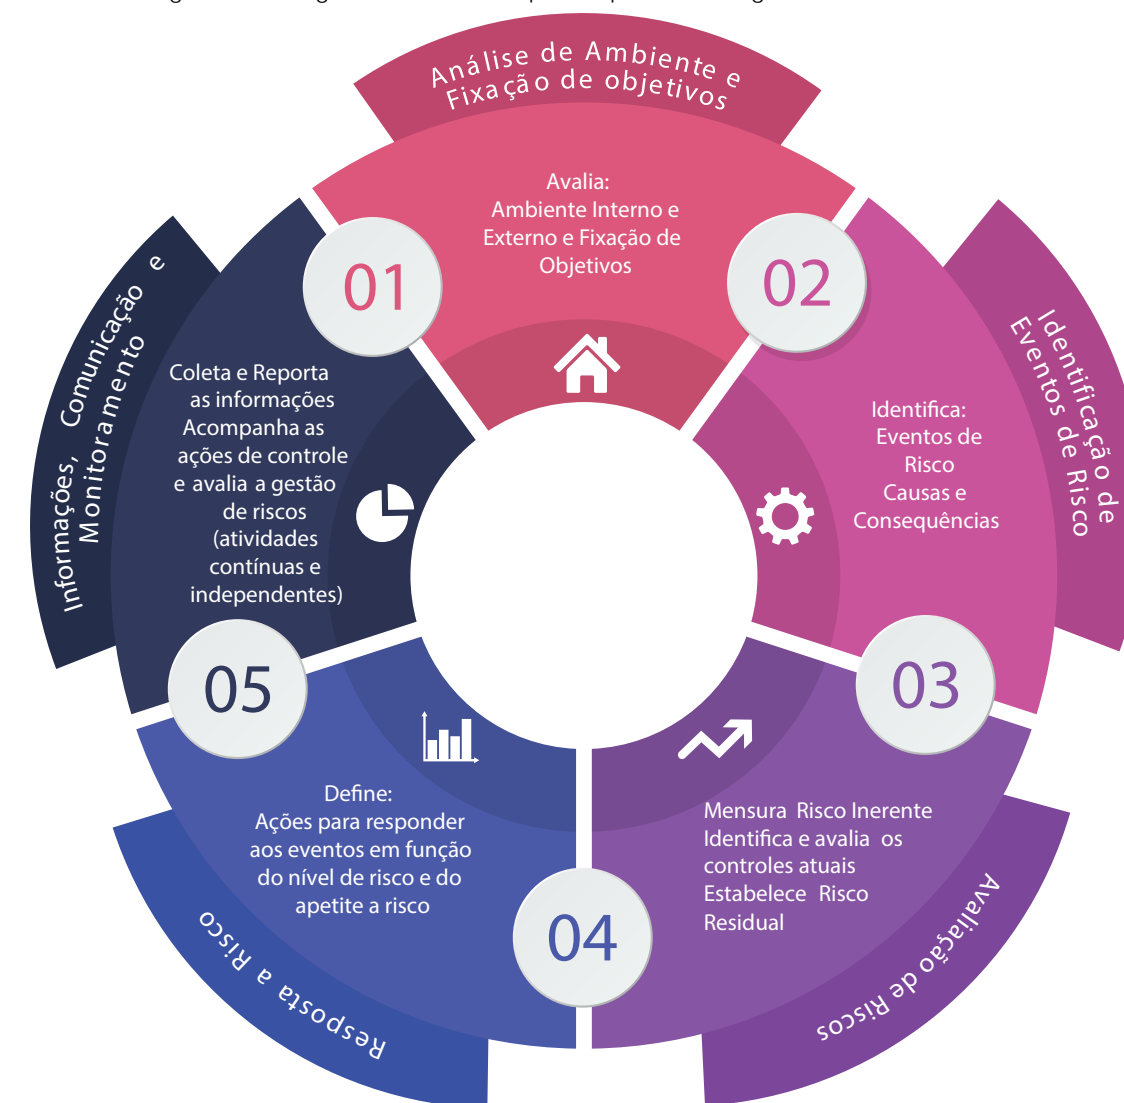 Análise de Ambiente e
Fixação de objetivos
Avalia:
Ambiente Interno e
Externo e Fixação de
Objetivos
01
02
Identificação de
Eventos de Risco
Identifica:
Eventos de
Risco
Causas e
Consequências
03
Mensura Risco Inerente
Identifica e avalia os
controles atuais
Estabelece Risco
Residual
Avaliação de Riscos
04
Define:
Ações para responder
aos eventos em função
do nível de risco e do
apetite a risco
Resposta a Risco
05
Informações, Comunicação e
Monitoramento
Coleta e Reporta
as informações
Acompanha as
ações de controle
e avalia a gestão
de riscos
(atividades
contínuas e
independentes)